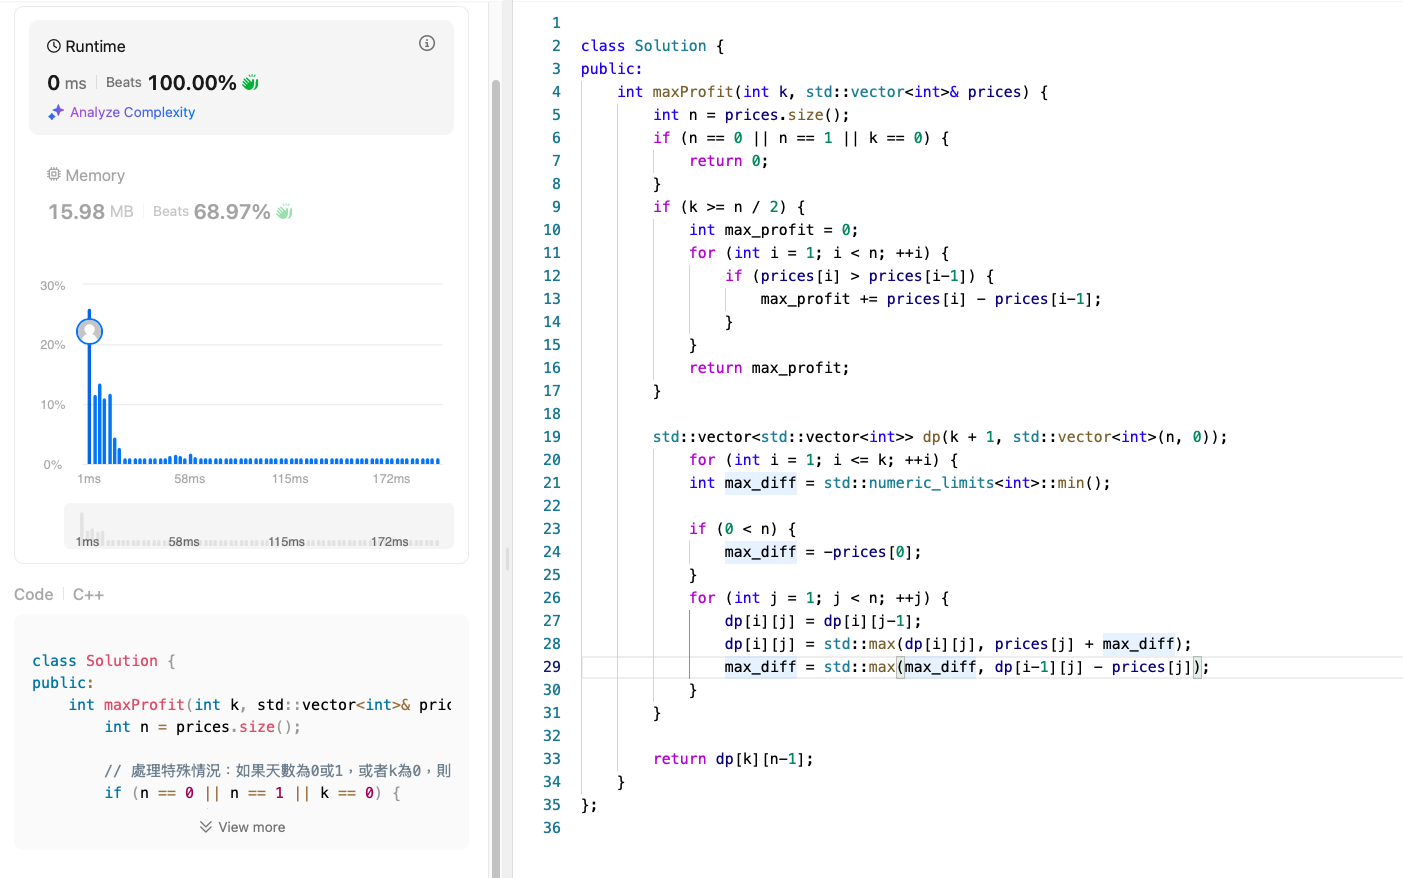 Runtime
0 ms Beats 100.00%
Analyze Complexity
Memory
15.98 MB Beats 68.97%
30%
20%
10%
0%
1ms 58ms 115ms 172ms
1ms 58ms 115ms 172ms
Code C++
class Solution {
public:
    int maxProfit(int k, std::vector<int>& pric
        int n = prices.size();

        // 處理特殊情況：如果天數為0或1，或者k為0，則
        if (n == 0 || n == 1 || k == 0) {
View more
1
2 class Solution {
3 public:
4     int maxProfit(int k, std::vector<int>& prices) {
5         int n = prices.size();
6         if (n == 0 || n == 1 || k == 0) {
7             return 0;
8         }
9         if (k >= n / 2) {
10             int max_profit = 0;
11             for (int i = 1; i < n; ++i) {
12                 if (prices[i] > prices[i-1]) {
13                     max_profit += prices[i] - prices[i-1];
14                 }
15             }
16             return max_profit;
17         }
18
19         std::vector<std::vector<int>> dp(k + 1, std::vector<int>(n, 0));
20             for (int i = 1; i <= k; ++i) {
21             int max_diff = std::numeric_limits<int>::min();
22
23             if (0 < n) {
24                 max_diff = -prices[0];
25             }
26             for (int j = 1; j < n; ++j) {
27                 dp[i][j] = dp[i][j-1];
28                 dp[i][j] = std::max(dp[i][j], prices[j] + max_diff);
29                 max_diff = std::max(max_diff, dp[i-1][j] - prices[j]);
30             }
31         }
32
33         return dp[k][n-1];
34     }
35 };
36